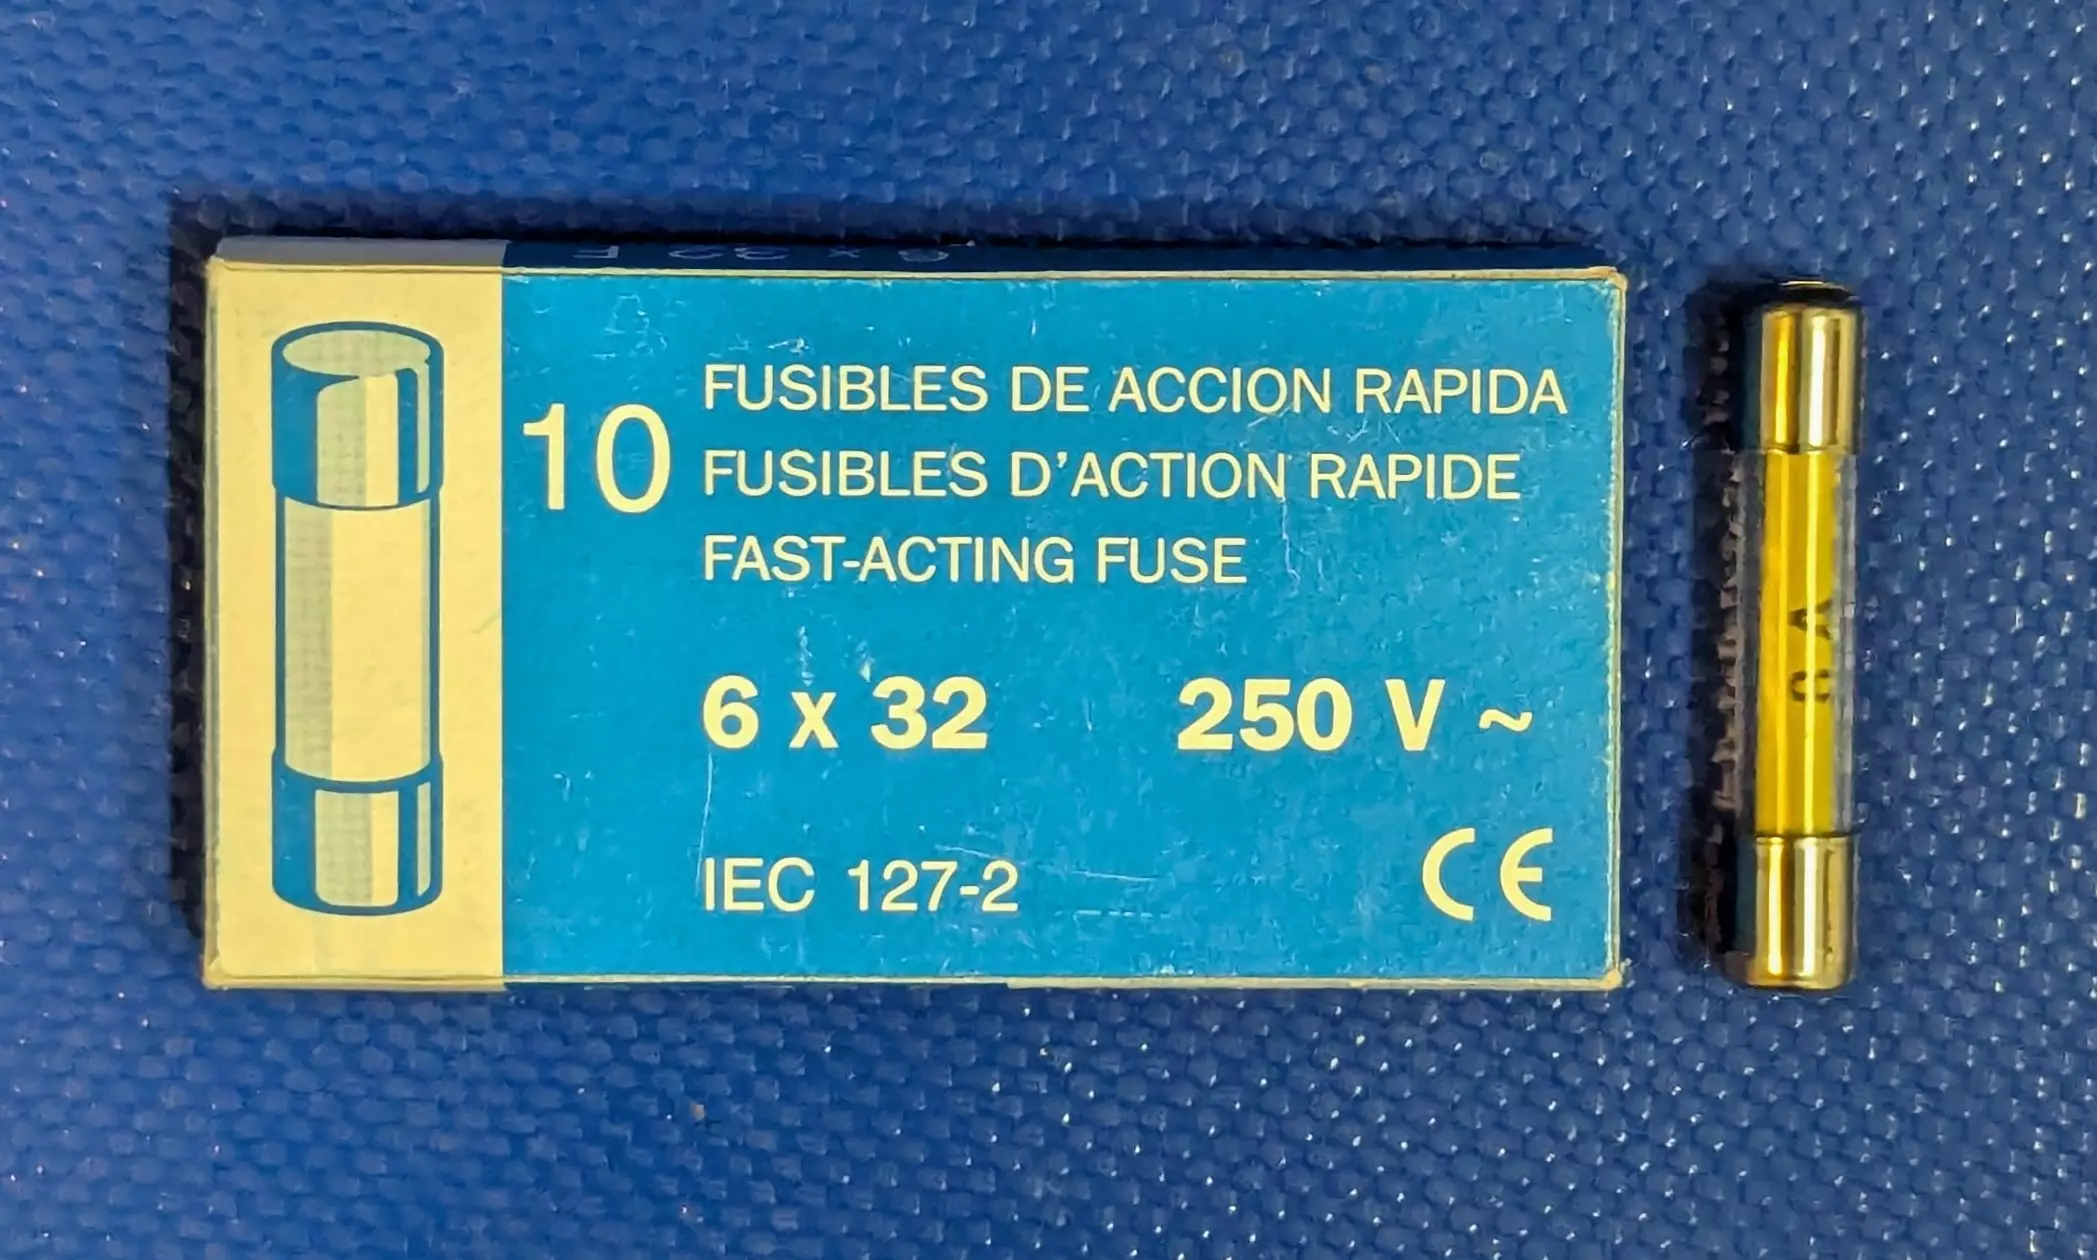 10
FUSIBLES DE ACCION RAPIDA
FUSIBLES D'ACTION RAPIDE
FAST-ACTING FUSE
6 x 32 250 V ~
IEC 127-2 CE